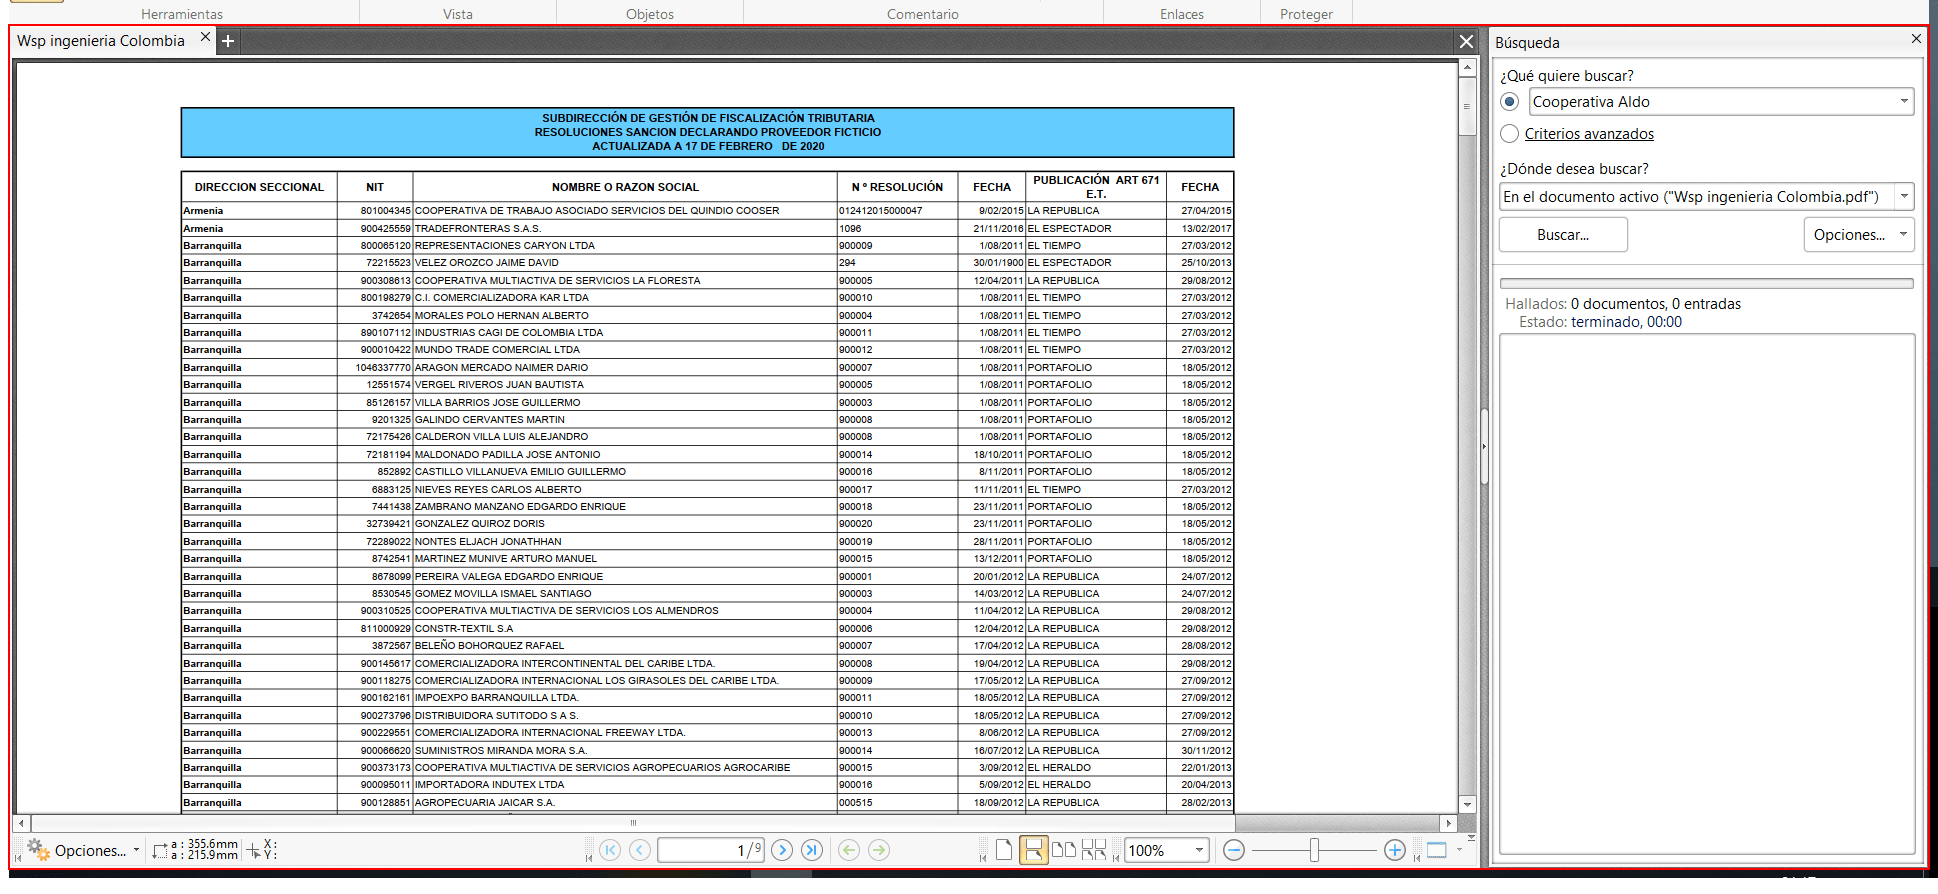 Herramientas Vista Objetos Comentario Enlaces Proteger
Wsp ingenieria Colombia
SUBDIRECCIÓN DE GESTIÓN DE FISCALIZACIÓN TRIBUTARIA
RESOLUCIONES SANCION DECLARANDO PROVEEDOR FICTICIO
ACTUALIZADA A 17 DE FEBRERO DE 2020
DIRECCION SECCIONAL NIT NOMBRE O RAZON SOCIAL N º RESOLUCIÓN FECHA PUBLICACIÓN ART 671 E.T. FECHA
Armenia 801004345 COOPERATIVA DE TRABAJO ASOCIADO SERVICIOS DEL QUINDIO COOSER 012412015000047 9/02/2015 LA REPUBLICA 27/04/2015
Armenia 900425559 TRADEFRONTERAS S.A.S. 1096 21/11/2016 EL ESPECTADOR 13/02/2017
Barranquilla 800065120 REPRESENTACIONES CARYON LTDA 900009 1/08/2011 EL TIEMPO 27/03/2012
Barranquilla 72215523 VELEZ OROZCO JAIME DAVID 294 30/01/1900 EL ESPECTADOR 25/10/2013
Barranquilla 900308613 COOPERATIVA MULTIACTIVA DE SERVICIOS LA FLORESTA 900005 12/04/2011 LA REPUBLICA 29/08/2012
Barranquilla 800198279 C.I. COMERCIALIZADORA KAR LTDA 900010 1/08/2011 EL TIEMPO 27/03/2012
Barranquilla 3742654 MORALES POLO HERNAN ALBERTO 900004 1/08/2011 EL TIEMPO 27/03/2012
Barranquilla 890107112 INDUSTRIAS CAGI DE COLOMBIA LTDA 900011 1/08/2011 EL TIEMPO 27/03/2012
Barranquilla 900010422 MUNDO TRADE COMERCIAL LTDA 900012 1/08/2011 EL TIEMPO 27/03/2012
Barranquilla 1046337770 ARAGON MERCADO NAIMER DARIO 900007 1/08/2011 PORTAFOLIO 18/05/2012
Barranquilla 12551574 VERGEL RIVEROS JUAN BAUTISTA 900005 1/08/2011 PORTAFOLIO 18/05/2012
Barranquilla 85126157 VILLA BARRIOS JOSE GUILLERMO 900003 1/08/2011 PORTAFOLIO 18/05/2012
Barranquilla 9201325 GALINDO CERVANTES MARTIN 900008 1/08/2011 PORTAFOLIO 18/05/2012
Barranquilla 72175426 CALDERON VILLA LUIS ALEJANDRO 900008 1/08/2011 PORTAFOLIO 18/05/2012
Barranquilla 72181194 MALDONADO PADILLA JOSE ANTONIO 900014 18/10/2011 PORTAFOLIO 18/05/2012
Barranquilla 852892 CASTILLO VILLANUEVA EMILIO GUILLERMO 900016 8/11/2011 PORTAFOLIO 18/05/2012
Barranquilla 6883125 NIEVES REYES CARLOS ALBERTO 900017 11/11/2011 EL TIEMPO 27/03/2012
Barranquilla 7441438 ZAMBRANO MANZANO EDGARDO ENRIQUE 900018 23/11/2011 PORTAFOLIO 18/05/2012
Barranquilla 32739421 GONZALEZ QUIROZ DORIS 900020 23/11/2011 PORTAFOLIO 18/05/2012
Barranquilla 72289022 NONTES ELJACH JONATHHAN 900019 28/11/2011 PORTAFOLIO 18/05/2012
Barranquilla 8742541 MARTINEZ MUNIVE ARTURO MANUEL 900015 13/12/2011 PORTAFOLIO 18/05/2012
Barranquilla 8678099 PEREIRA VALEGA EDGARDO ENRIQUE 900001 20/01/2012 LA REPUBLICA 24/07/2012
Barranquilla 8530545 GOMEZ MOVILLA ISMAEL SANTIAGO 900003 14/03/2012 LA REPUBLICA 24/07/2012
Barranquilla 900310525 COOPERATIVA MULTIACTIVA DE SERVICIOS LOS ALMENDROS 900004 11/04/2012 LA REPUBLICA 29/08/2012
Barranquilla 811000929 CONSTR-TEXTIL S.A 900006 12/04/2012 LA REPUBLICA 29/08/2012
Barranquilla 3872567 BELEÑO BOHORQUEZ RAFAEL 900007 17/04/2012 LA REPUBLICA 28/08/2012
Barranquilla 900145617 COMERCIALIZADORA INTERCONTINENTAL DEL CARIBE LTDA. 900008 19/04/2012 LA REPUBLICA 29/08/2012
Barranquilla 900118275 COMERCIALIZADORA INTERNACIONAL LOS GIRASOLES DEL CARIBE LTDA. 900009 17/05/2012 LA REPUBLICA 27/09/2012
Barranquilla 900162161 IMPOEXPO BARRANQUILLA LTDA. 900011 18/05/2012 LA REPUBLICA 27/09/2012
Barranquilla 900273796 DISTRIBUIDORA SUTITODO S A S. 900010 18/05/2012 LA REPUBLICA 27/09/2012
Barranquilla 900229551 COMERCIALIZADORA INTERNACIONAL FREEWAY LTDA. 900013 8/06/2012 LA REPUBLICA 27/09/2012
Barranquilla 900066620 SUMINISTROS MIRANDA MORA S.A. 900014 16/07/2012 LA REPUBLICA 30/11/2012
Barranquilla 900373173 COOPERATIVA MULTIACTIVA DE SERVICIOS AGROPECUARIOS AGROCARIBE 900015 3/09/2012 EL HERALDO 22/01/2013
Barranquilla 900095011 IMPORTADORA INDUTEX LTDA 900016 5/09/2012 EL HERALDO 20/04/2013
Barranquilla 900128851 AGROPECUARIA JAICAR S.A. 000515 18/09/2012 LA REPUBLICA 28/02/2013
Opciones... a : 355.6mm X :
a : 215.9mm Y :
1/9 100%
Búsqueda
¿Qué quiere buscar?
Cooperativa Aldo
Criterios avanzados
¿Dónde desea buscar?
En el documento activo ("Wsp ingenieria Colombia.pdf")
Buscar... Opciones...
Hallados: 0 documentos, 0 entradas
Estado: terminado, 00:00